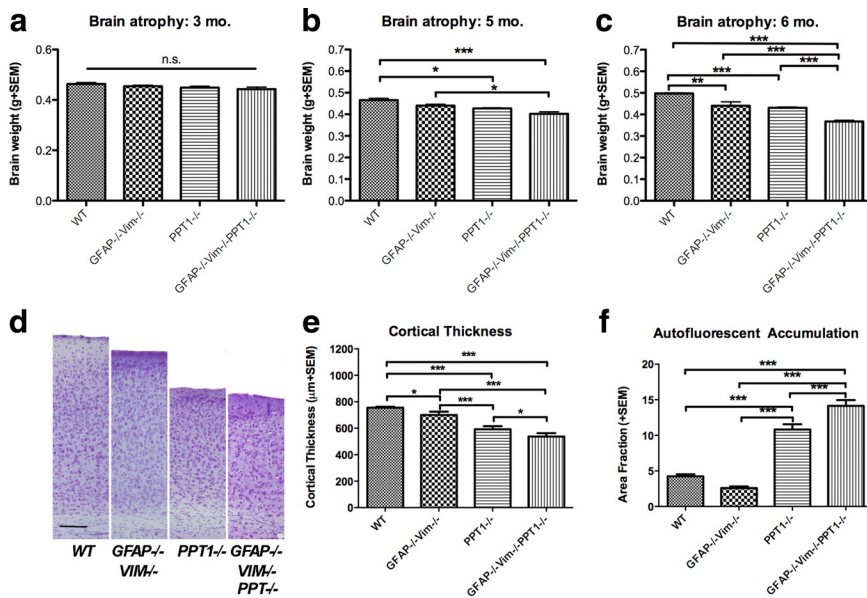 a
Brain atrophy: 3 mo.
Brain weight (g+SEM)
0.6
0.4
0.2
0.0
n.s.
WT
GFAP-/-Vim-/-
PPT1-/-
GFAP-/-Vim-/-PPT1-/-
b
Brain atrophy: 5 mo.
Brain weight (g+SEM)
0.7
0.6
0.5
0.4
0.3
0.2
0.1
0.0
***
*
*
WT
GFAP-/-Vim-/-
PPT1-/-
GFAP-/-Vim-/-PPT1-/-
c
Brain atrophy: 6 mo.
Brain weight (g+SEM)
0.7
0.6
0.5
0.4
0.3
0.2
0.1
0.0
***
***
***
***
**
WT
GFAP-/-Vim-/-
PPT1-/-
GFAP-/-Vim-/-PPT1-/-
d
WT
GFAP-/-
VIM-/-
PPT1-/-
GFAP-/-
VIM-/-
PPT-/-
e
Cortical Thickness
Cortical Thickness (µm+SEM)
1200
1000
800
600
400
200
0
***
***
***
*
***
*
WT
GFAP-/-Vim-/-
PPT1-/-
GFAP-/-Vim-/-PPT1-/-
f
Autofluorescent Accumulation
Area Fraction (+SEM)
20
15
10
5
0
***
***
***
***
***
WT
GFAP-/-Vim-/-
PPT1-/-
GFAP-/-Vim-/-PPT1-/-